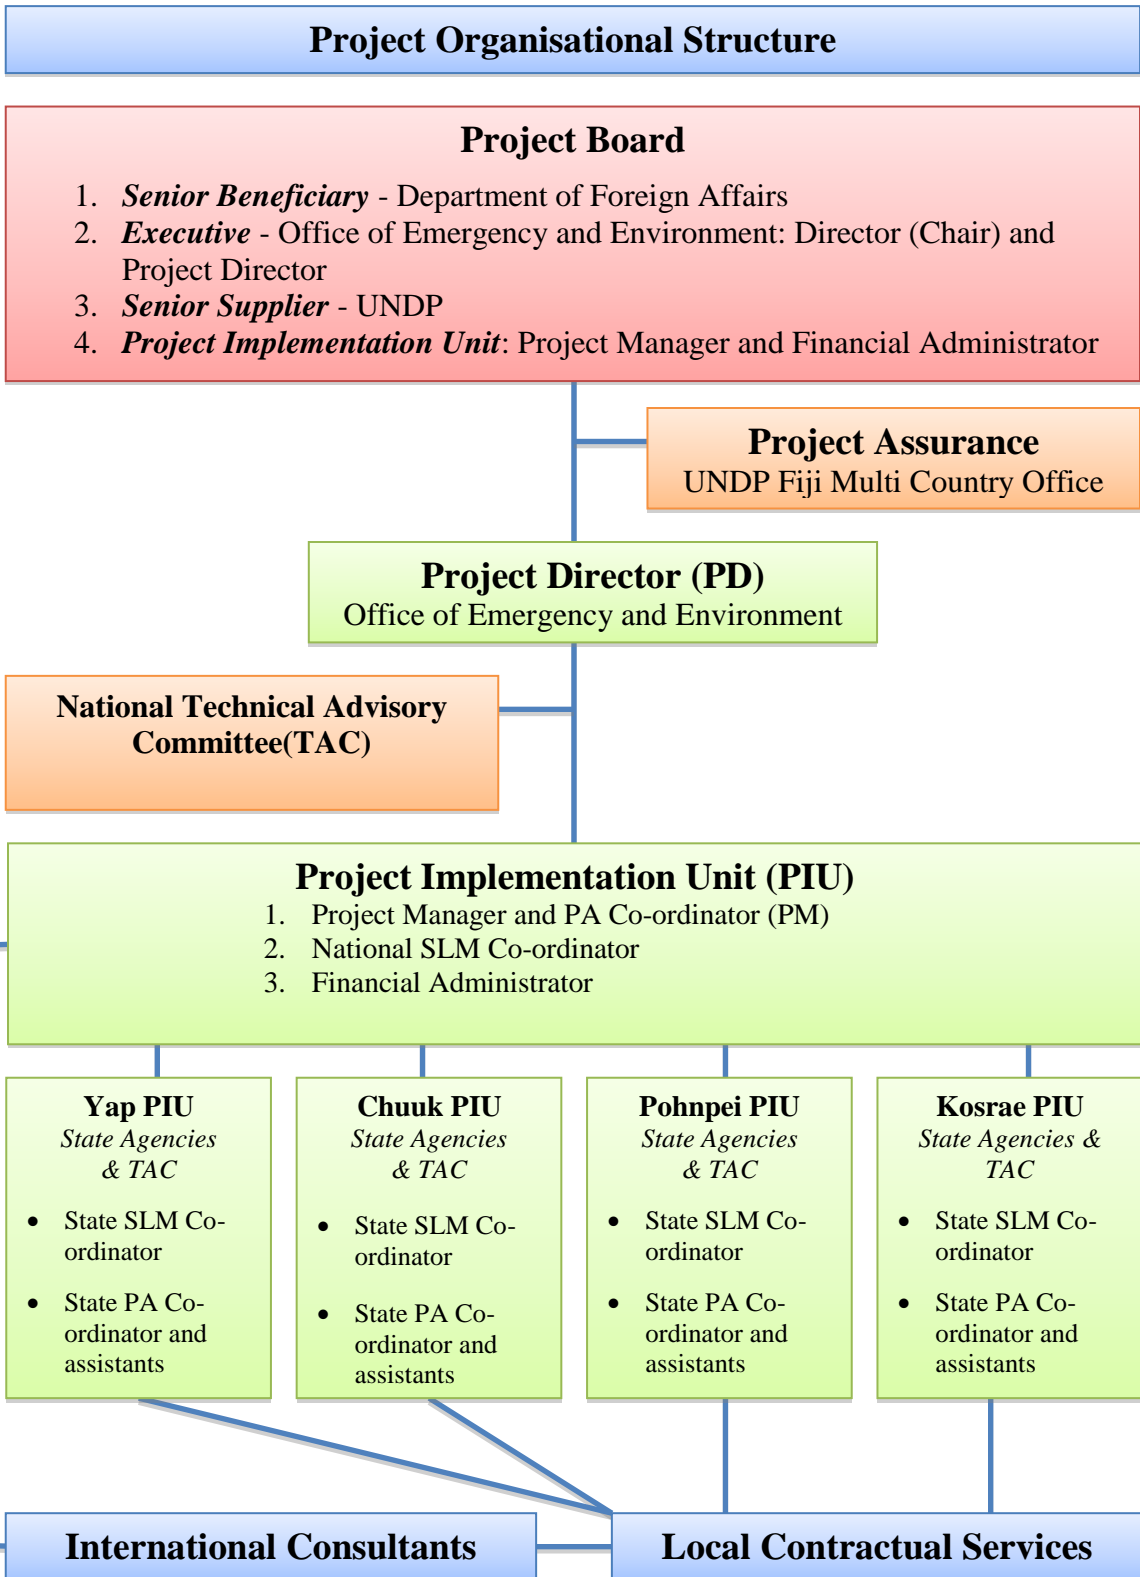 Project Organisational Structure
Project Board
1. Senior Beneficiary - Department of Foreign Affairs
2. Executive - Office of Emergency and Environment: Director (Chair) and
Project Director
3. Senior Supplier - UNDP
4. Project Implementation Unit: Project Manager and Financial Administrator
Project Assurance
UNDP Fiji Multi Country Office
Project Director (PD)
Office of Emergency and Environment
National Technical Advisory
Committee(TAC)
Project Implementation Unit (PIU)
1. Project Manager and PA Co-ordinator (PM)
2. National SLM Co-ordinator
3. Financial Administrator
Yap PIU
State Agencies
& TAC
• State SLM Co-
ordinator
• State PA Co-
ordinator and
assistants
Chuuk PIU
State Agencies
& TAC
• State SLM Co-
ordinator
• State PA Co-
ordinator and
assistants
Pohnpei PIU
State Agencies
& TAC
• State SLM Co-
ordinator
• State PA Co-
ordinator and
assistants
Kosrae PIU
State Agencies &
TAC
• State SLM Co-
ordinator
• State PA Co-
ordinator and
assistants
International Consultants
Local Contractual Services